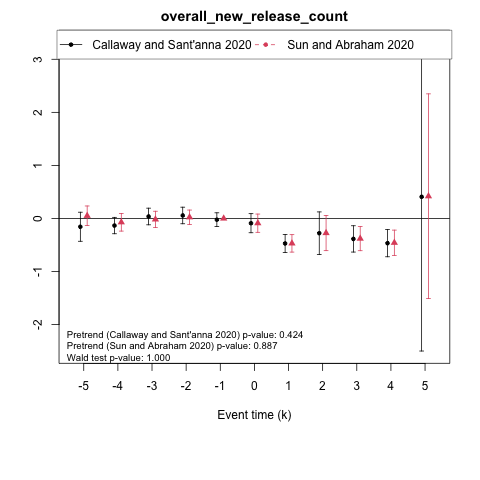 overall_new_release_count
Callaway and Sant'anna 2020 Sun and Abraham 2020
3
2
1
0
-1
-2
Pretrend (Callaway and Sant'anna 2020) p-value: 0.424
Pretrend (Sun and Abraham 2020) p-value: 0.887
Wald test p-value: 1.000
-5 -4 -3 -2 -1 0 1 2 3 4 5
Event time (k)